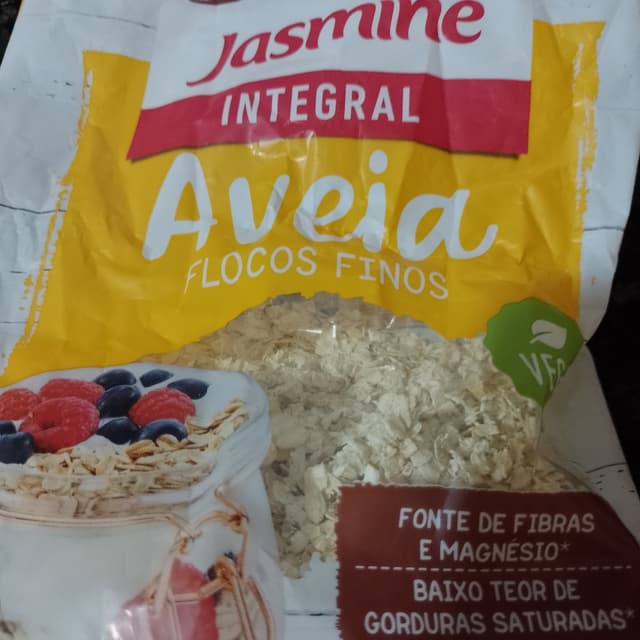 Jasmine
INTEGRAL
Aveia
FLOCOS FINOS
FONTE DE FIBRAS
E MAGNÉSIO*
BAIXO TEOR DE
GORDURAS SATURADAS*